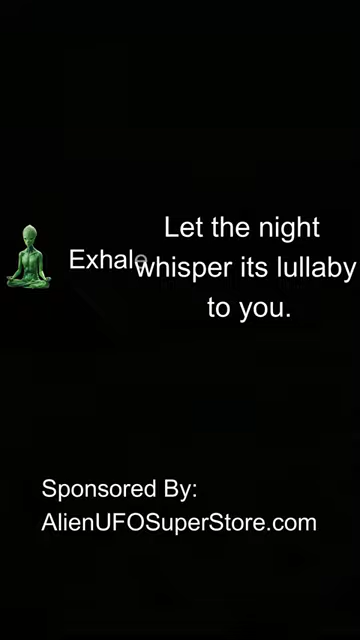 Exhale
Let the night
whisper its lullaby
to you.
Sponsored By:
AlienUFOSuperStore.com